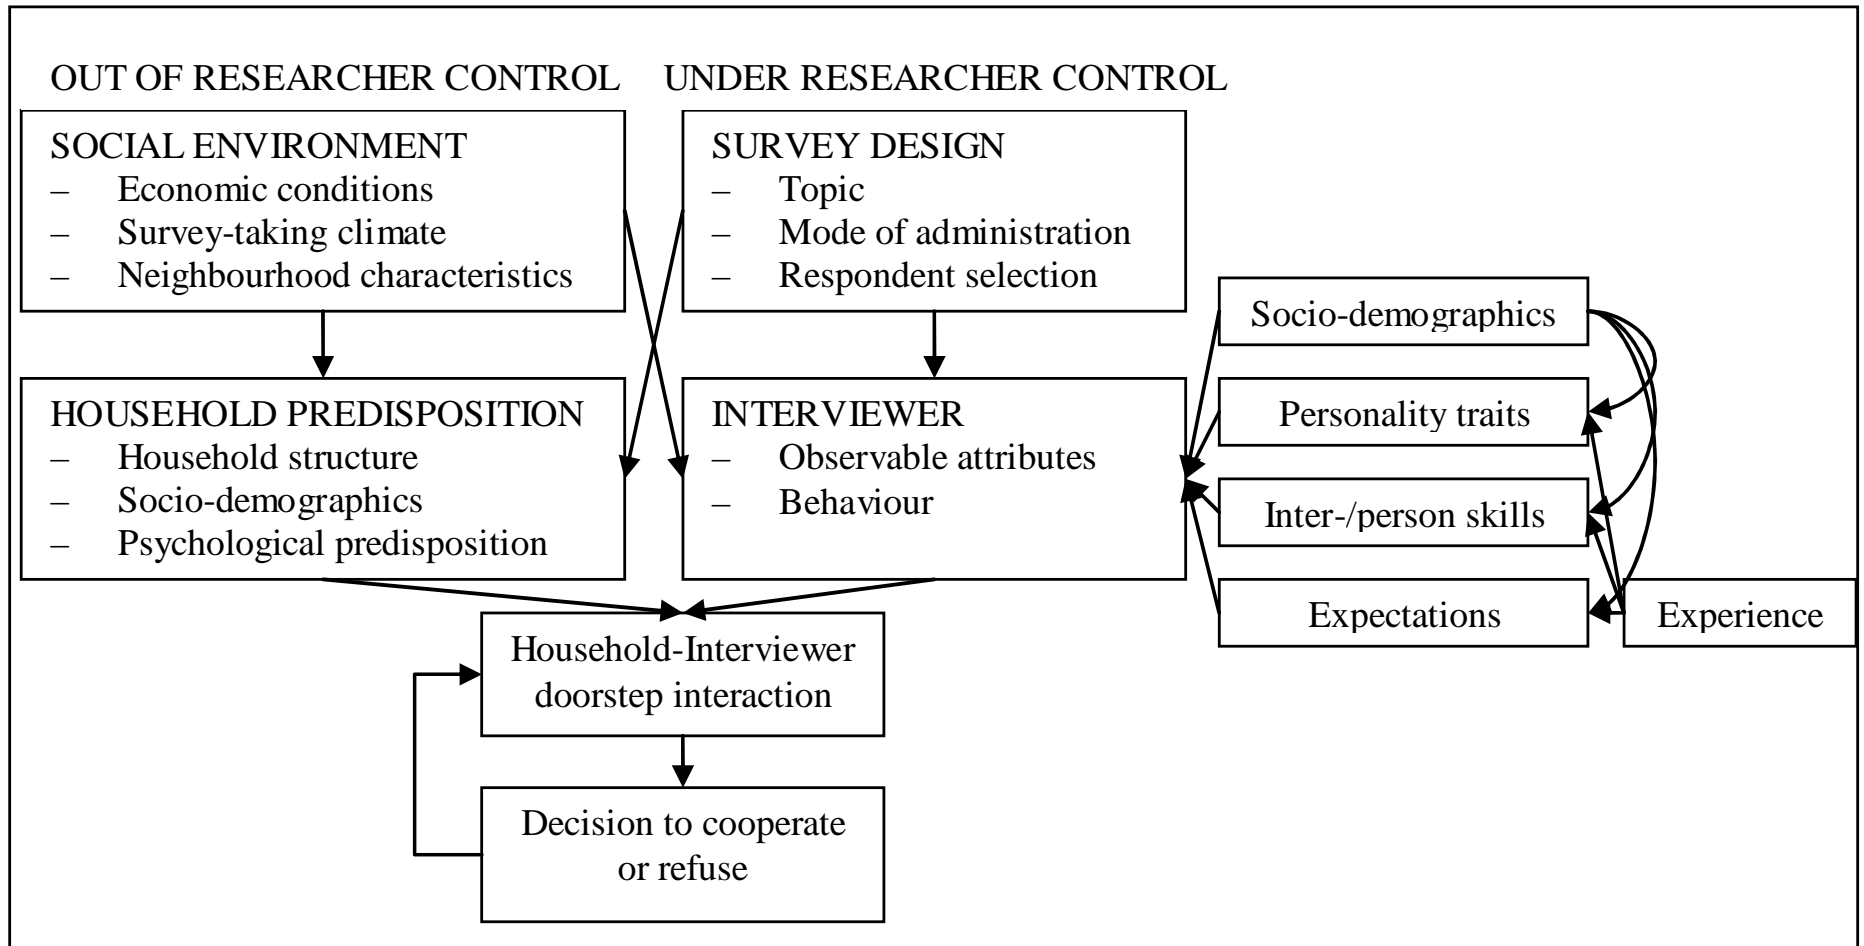 OUT OF RESEARCHER CONTROL
UNDER RESEARCHER CONTROL
SOCIAL ENVIRONMENT
– Economic conditions
– Survey-taking climate
– Neighbourhood characteristics
SURVEY DESIGN
– Topic
– Mode of administration
– Respondent selection
HOUSEHOLD PREDISPOSITION
– Household structure
– Socio-demographics
– Psychological predisposition
INTERVIEWER
– Observable attributes
– Behaviour
Socio-demographics
Personality traits
Inter-/person skills
Expectations
Experience
Household-Interviewer
doorstep interaction
Decision to cooperate
or refuse